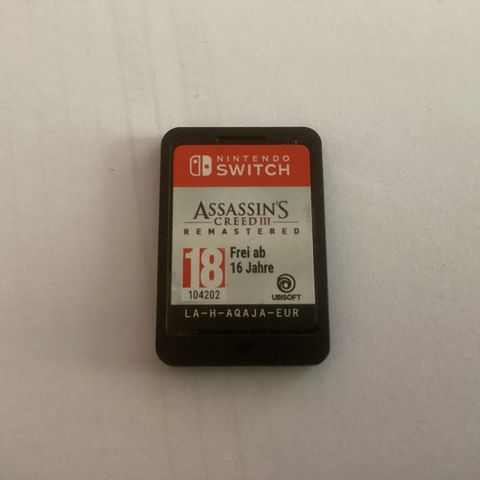 NINTENDO
SWITCH
ASSASSIN'S
CREED III
REMASTERED
18
Frei ab
16 Jahre
104202
UBISOFT
LA-H-AQAJA-EUR